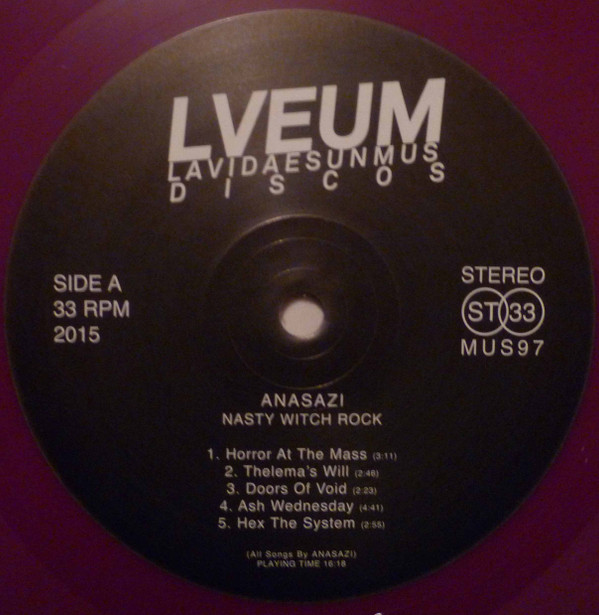 LVEUM
LAVIDAESUNMUS
DISCOS
SIDE A
33 RPM
2015
STEREO
ST 33
MUS97
ANASAZI
NASTY WITCH ROCK
1. Horror At The Mass (3:11)
2. Thelema's Will (2:46)
3. Doors Of Void (2:23)
4. Ash Wednesday (4:41)
5. Hex The System (2:55)
(All Songs By ANASAZI)
PLAYING TIME 16:18